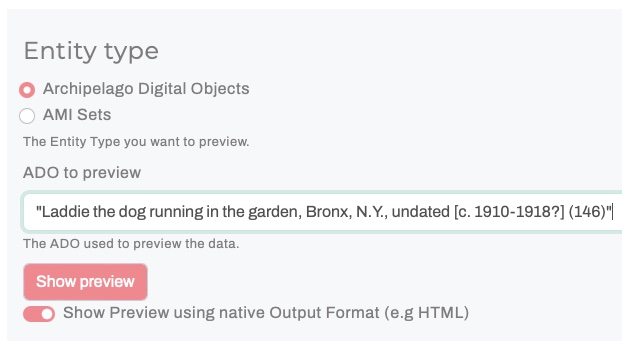 Entity type
Archipelago Digital Objects
AMI Sets
The Entity Type you want to preview.
ADO to preview
"Laddie the dog running in the garden, Bronx, N.Y., undated [c. 1910-1918?] (146)"
The ADO used to preview the data.
Show preview
Show Preview using native Output Format (e.g HTML)